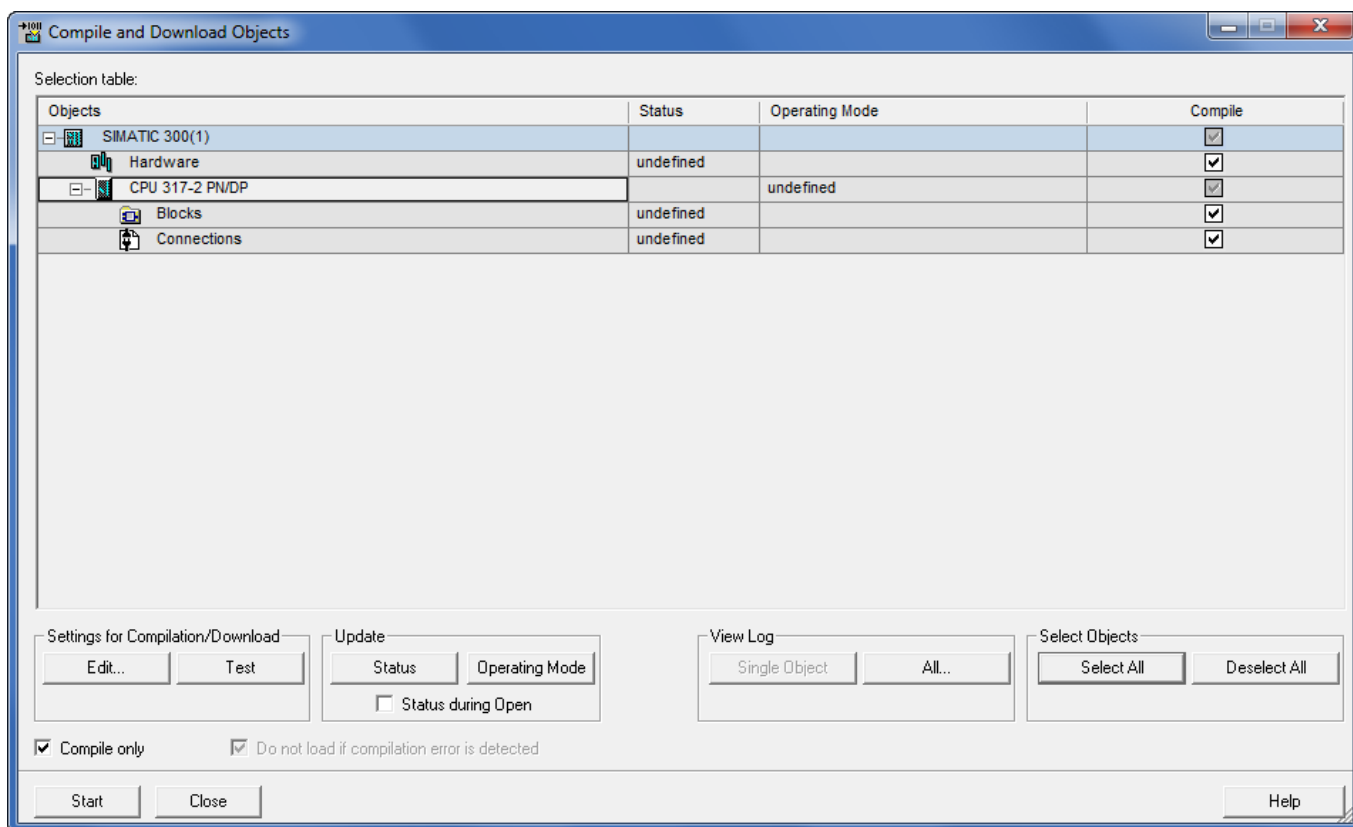 Compile and Download Objects
Selection table:
Objects Status Operating Mode Compile
SIMATIC 300(1)
Hardware undefined
CPU 317-2 PN/DP undefined
Blocks undefined
Connections undefined
Settings for Compilation/Download Update View Log Select Objects
Edit... Test Status Operating Mode Single Object All... Select All Deselect All
Status during Open
Compile only Do not load if compilation error is detected
Start Close Help